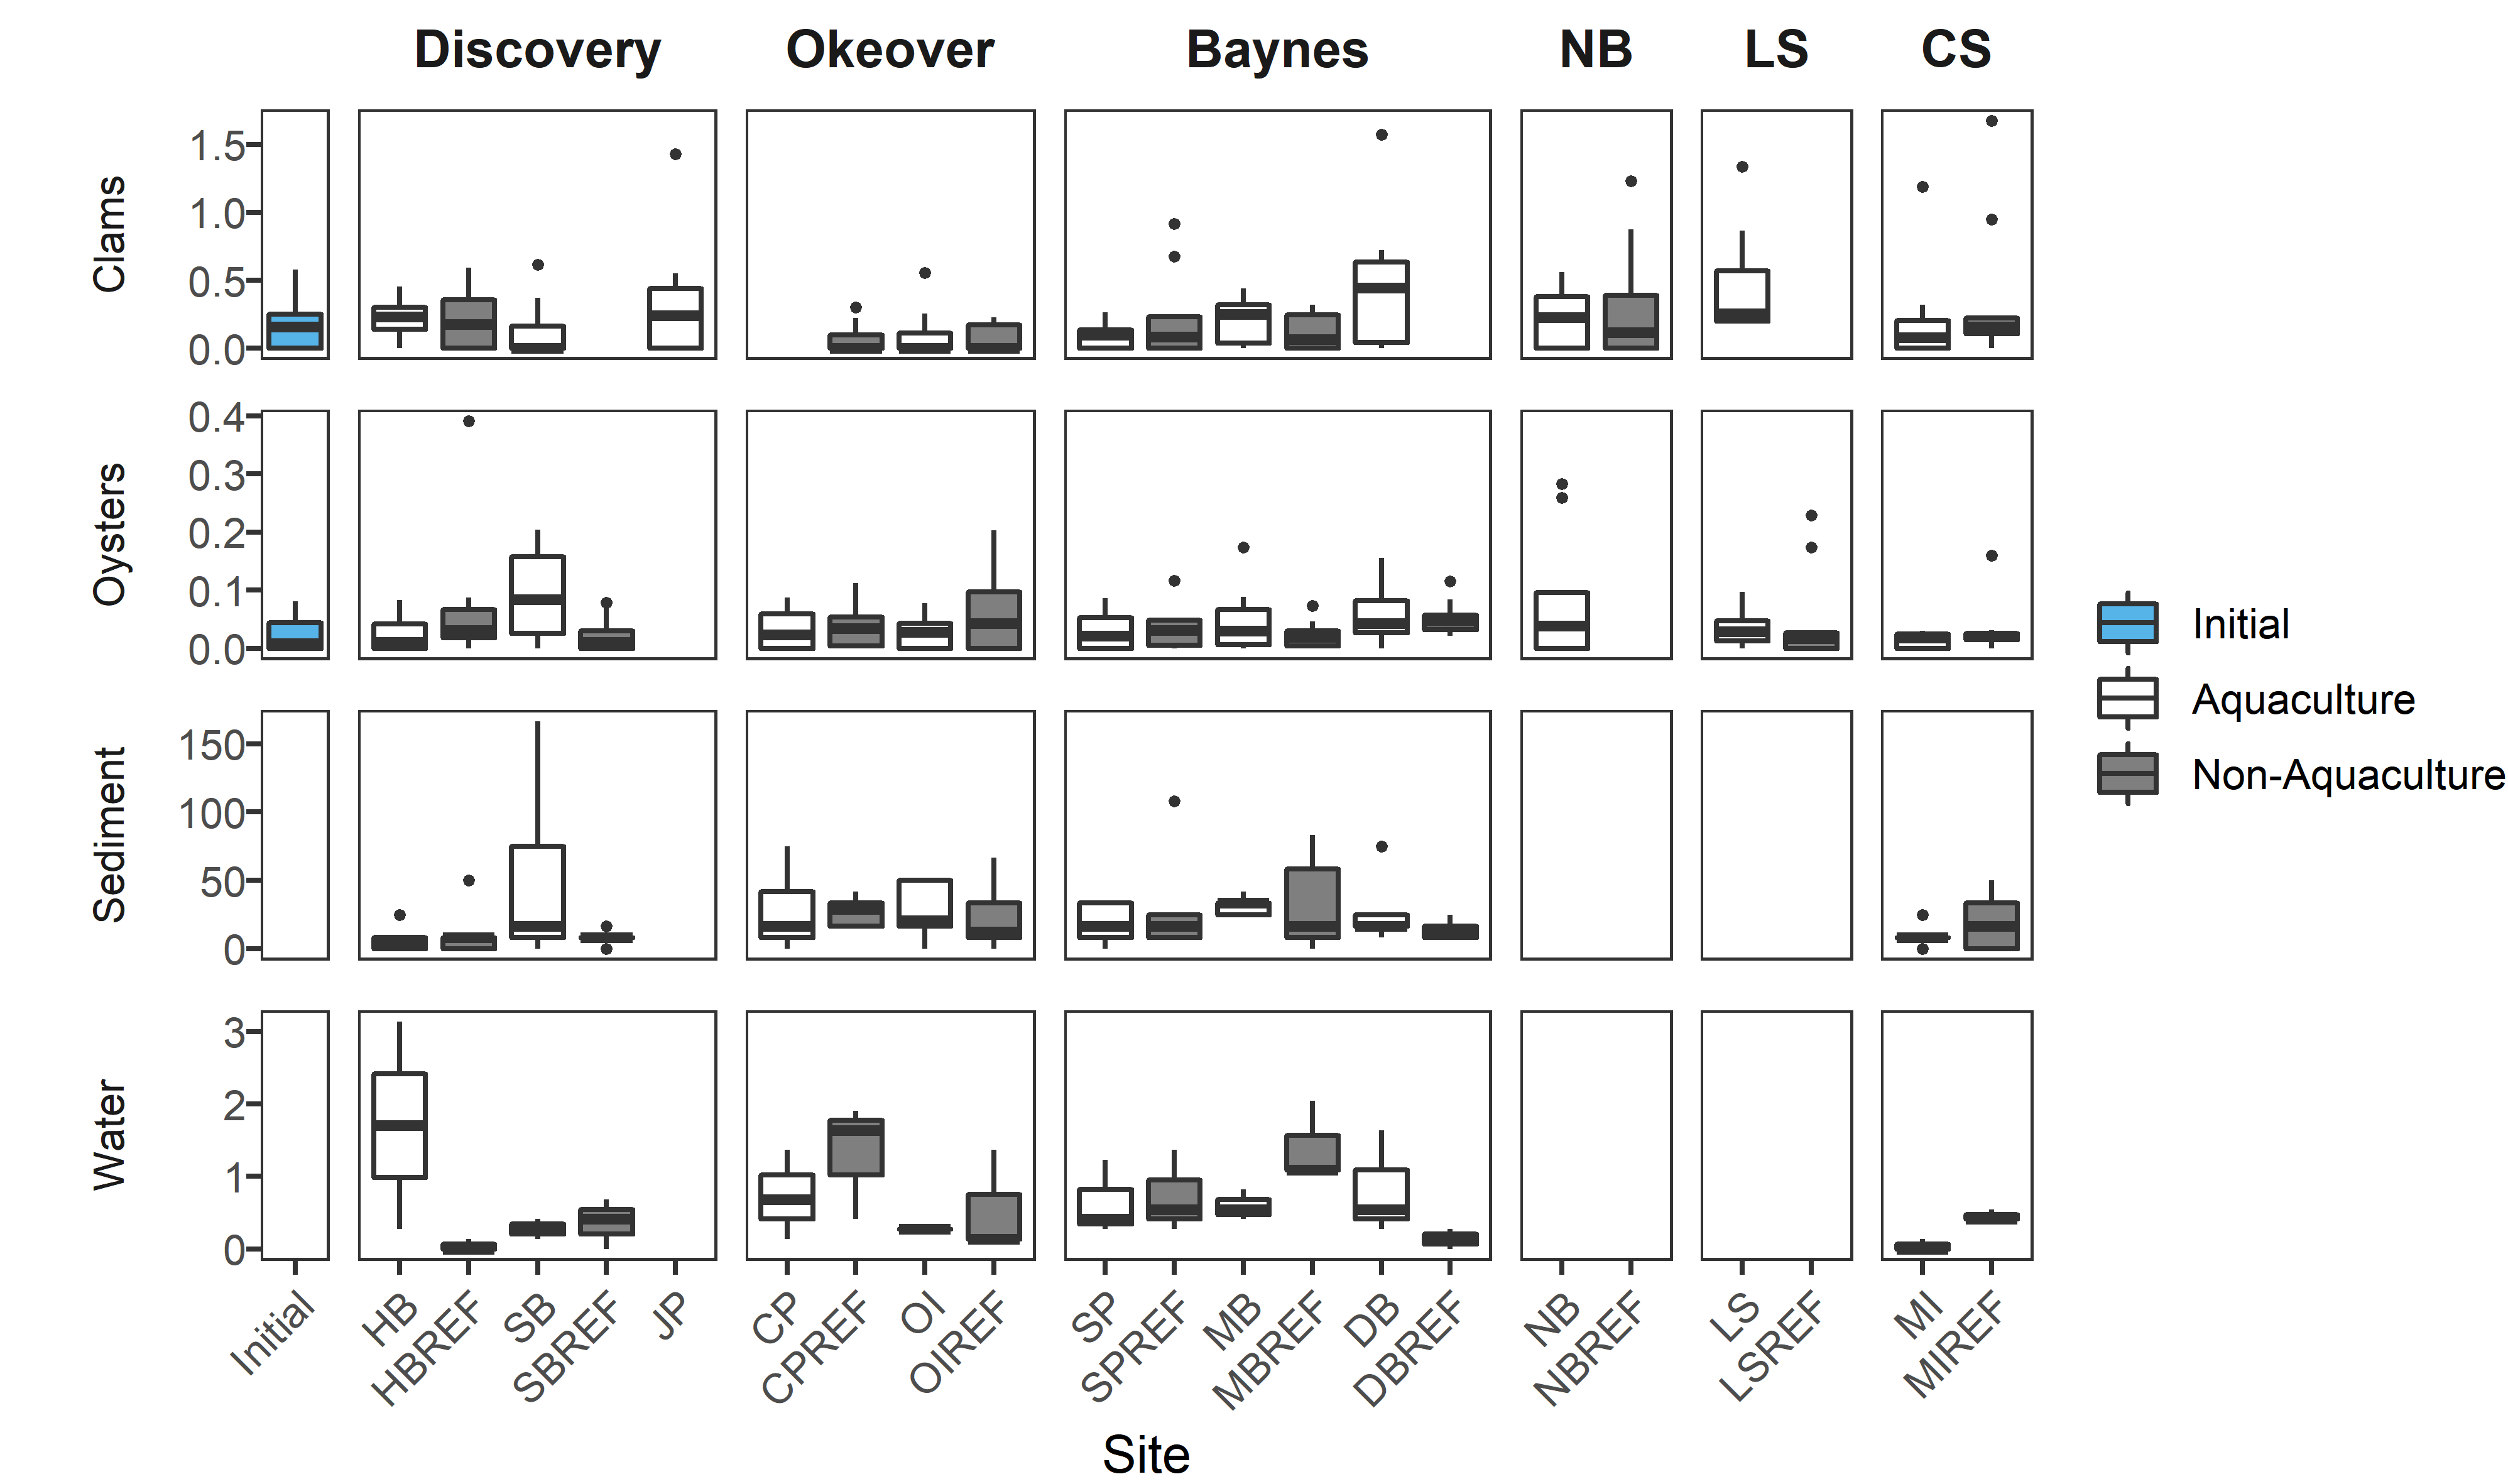 Discovery Okeover Baynes NB LS CS
Clams
1.5
1.0
0.5
0.0
Oysters
0.4
0.3
0.2
0.1
0.0
Initial
Aquaculture
Non-Aquaculture
Sediment
150
100
50
0
Water
3
2
1
0
Initial HB HBREF SB SBREF JP CP CPREF OI OIREF SP SPREF MB MBREF DB DBREF NB NBREF LS LSREF MI MIREF
Site